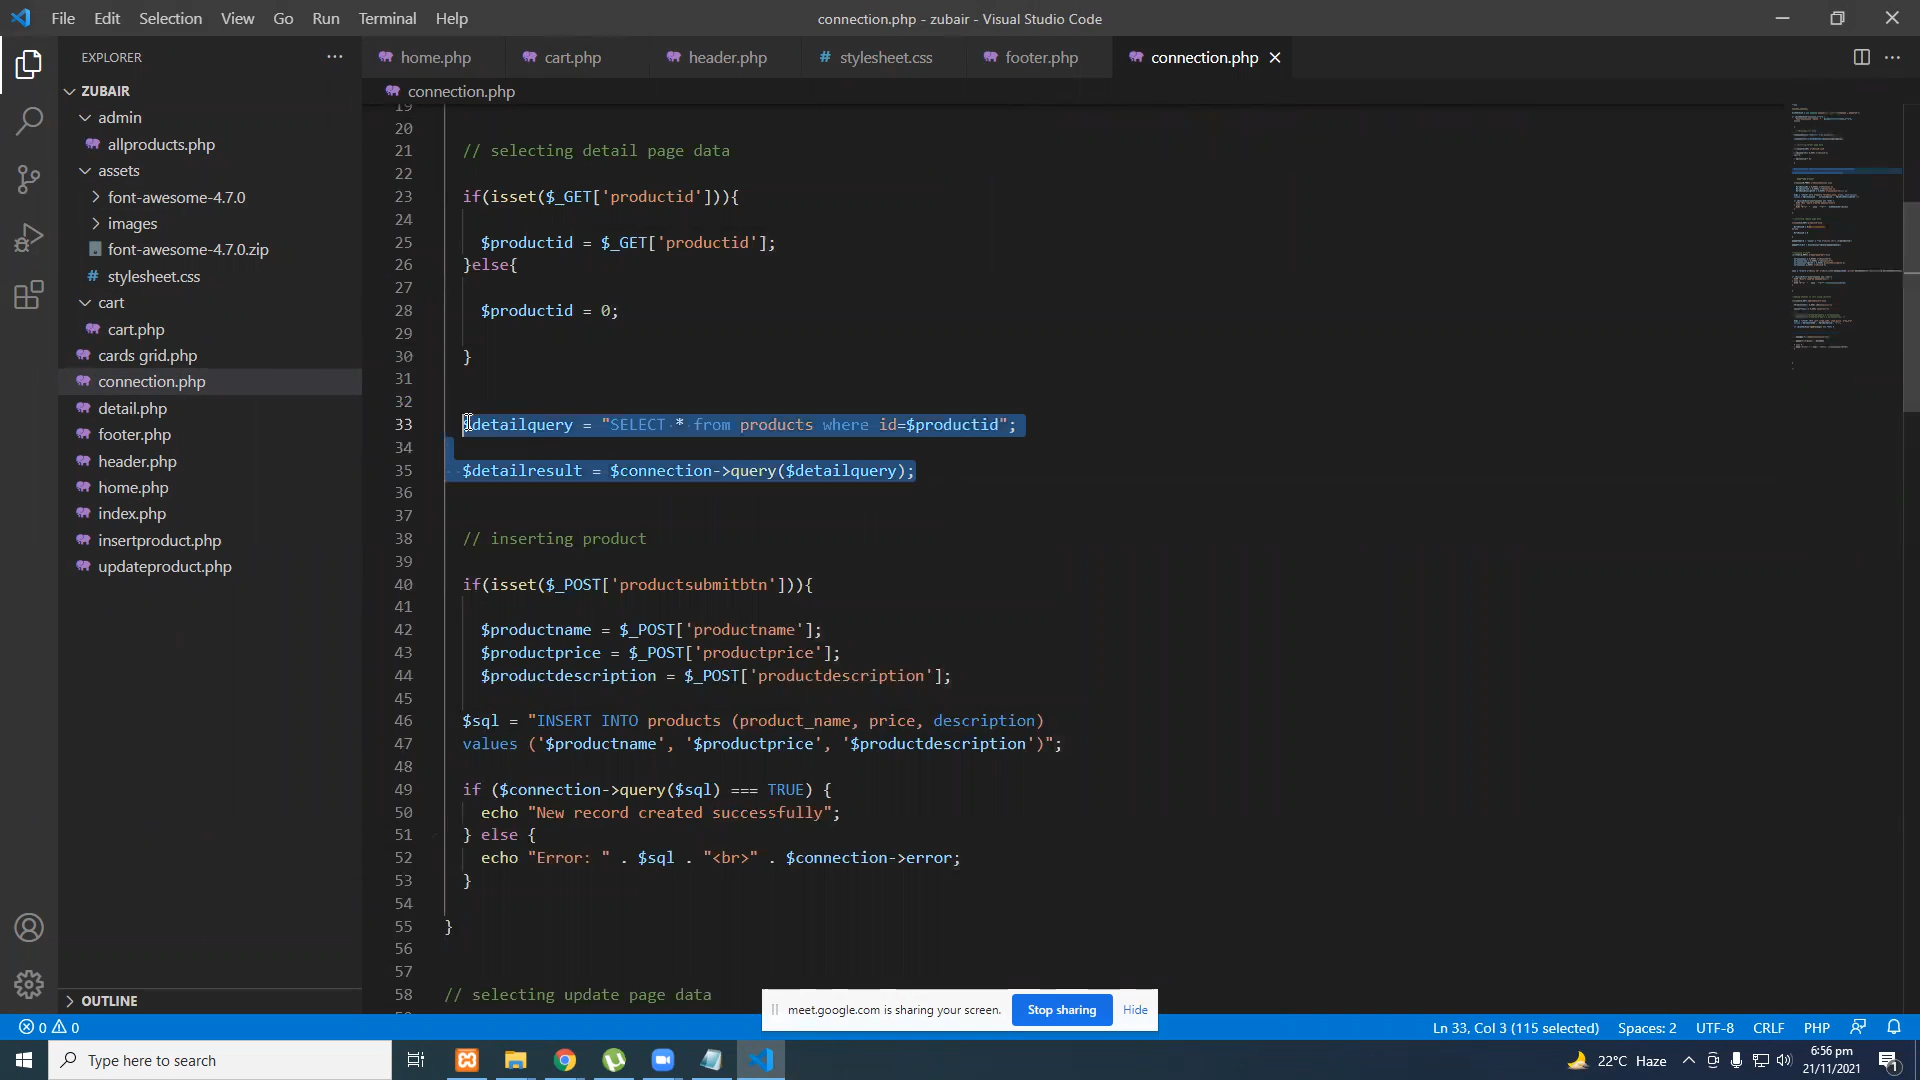 File Edit Selection View Go Run Terminal Help
connection.php - zubair - Visual Studio Code
EXPLORER
home.php
cart.php
header.php
# stylesheet.css
footer.php
connection.php
ZUBAIR
admin
allproducts.php
assets
font-awesome-4.7.0
images
font-awesome-4.7.0.zip
# stylesheet.css
cart
cart.php
cards grid.php
connection.php
detail.php
footer.php
header.php
home.php
index.php
insertproduct.php
updateproduct.php
OUTLINE
connection.php
19
20
21 // selecting detail page data
22
23 if(isset($_GET['productid'])){
24
25 $productid = $_GET['productid'];
26 }else{
27
28 $productid = 0;
29
30 }
31
32
33 $detailquery = "SELECT * from products where id=$productid";
34
35 $detailresult = $connection->query($detailquery);
36
37
38 // inserting product
39
40 if(isset($_POST['productsubmitbtn'])){
41
42 $productname = $_POST['productname'];
43 $productprice = $_POST['productprice'];
44 $productdescription = $_POST['productdescription'];
45
46 $sql = "INSERT INTO products (product_name, price, description)
47 values ('$productname', '$productprice', '$productdescription')";
48
49 if ($connection->query($sql) === TRUE) {
50 echo "New record created successfully";
51 } else {
52 echo "Error: " . $sql . "<br>" . $connection->error;
53 }
54
55 }
56
57
58 // selecting update page data
meet.google.com is sharing your screen. Stop sharing Hide
0 0
Ln 33, Col 3 (115 selected) Spaces: 2 UTF-8 CRLF PHP
Type here to search
22°C Haze
6:56 pm
21/11/2021
1